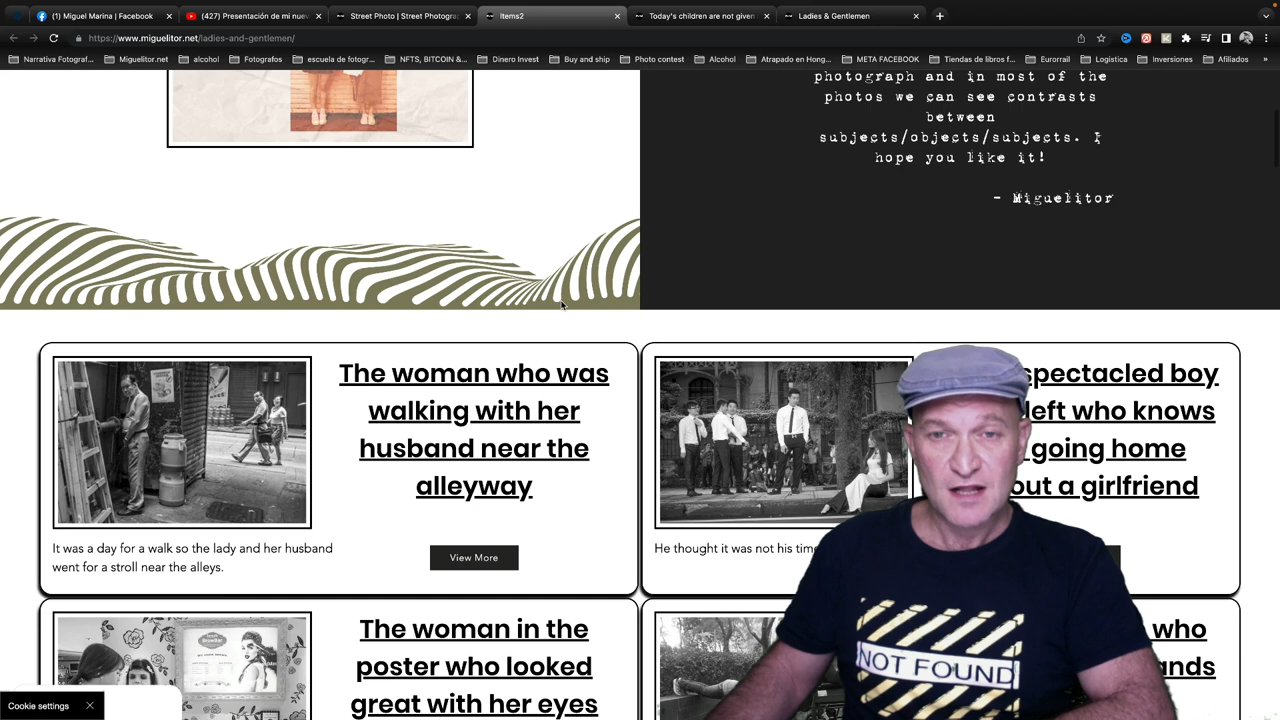 (1) Miguel Marina | Facebook
(427) Presentación de mi nue
Street Photo | Street Photogra
Items2
Today's children are not given
Ladies & Gentlemen
https://www.miguelitor.net/ladies-and-gentlemen/
Narrativa Fotograf...
Miguelitor.net
alcohol
Fotografos
escuela de fotogr...
NFTS, BITCOIN &...
Dinero Invest
Buy and ship
Photo contest
Alcohol
Atrapado en Hong...
META FACEBOOK
Tiendas de libros f...
Eurorrail
Logistica
Inversiones
Afiliados
»
photograph and in most of the
photos we can see contrasts
between
subjects/objects/subjects. I
hope you like it!
– Miguelitor
The woman who was
walking with her
husband near the
alleyway
It was a day for a walk so the lady and her husband
went for a stroll near the alleys.
View More
spectacled boy
left who knows
going home
out a girlfriend
He thought it was not his time
The woman in the
poster who looked
great with her eyes
who
ands
NOT FOUND
Cookie settings